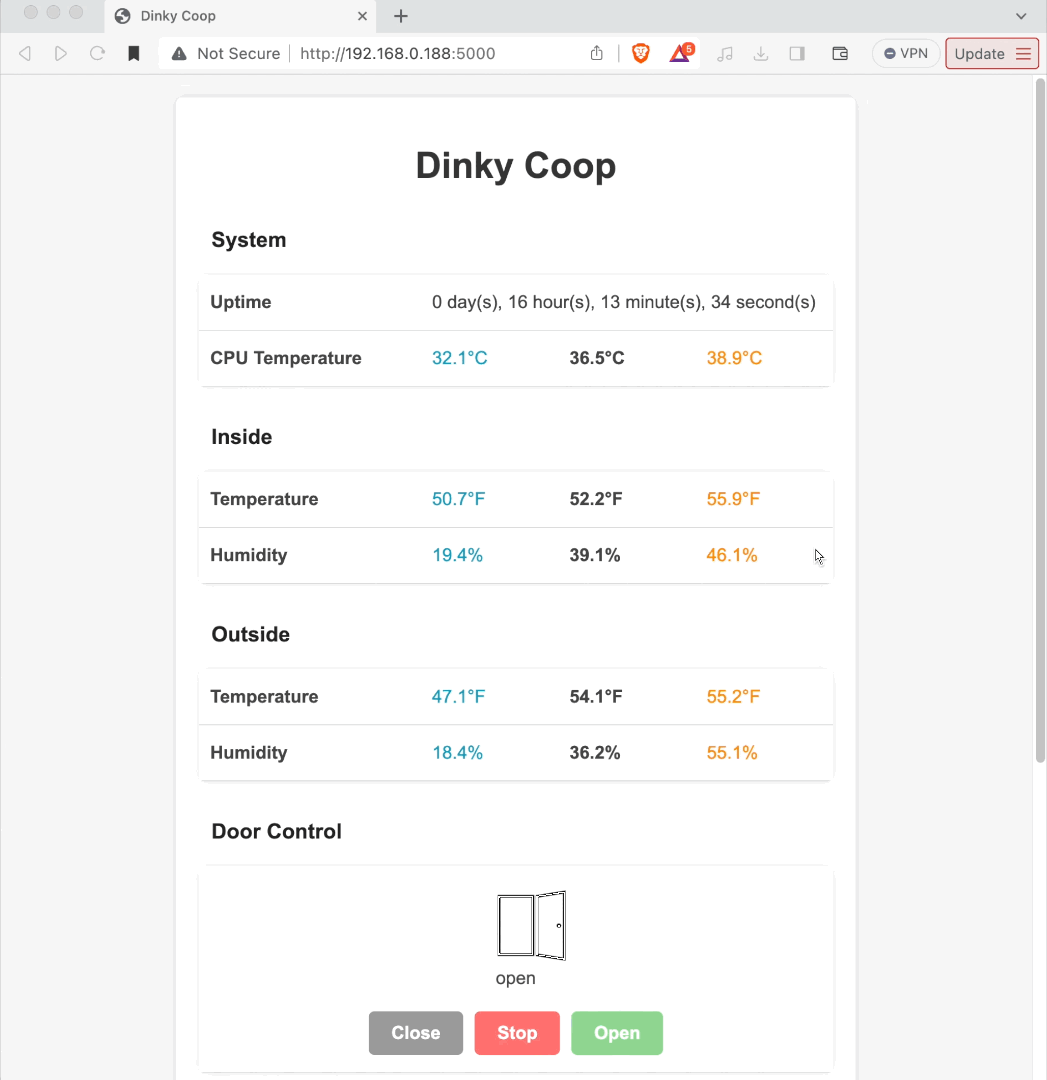 Dinky Coop
Not Secure http://192.168.0.188:5000 5 VPN Update
Dinky Coop
System
Uptime 0 day(s), 16 hour(s), 13 minute(s), 34 second(s)
CPU Temperature 32.1°C 36.5°C 38.9°C
Inside
Temperature 50.7°F 52.2°F 55.9°F
Humidity 19.4% 39.1% 46.1%
Outside
Temperature 47.1°F 54.1°F 55.2°F
Humidity 18.4% 36.2% 55.1%
Door Control
open
Close Stop Open